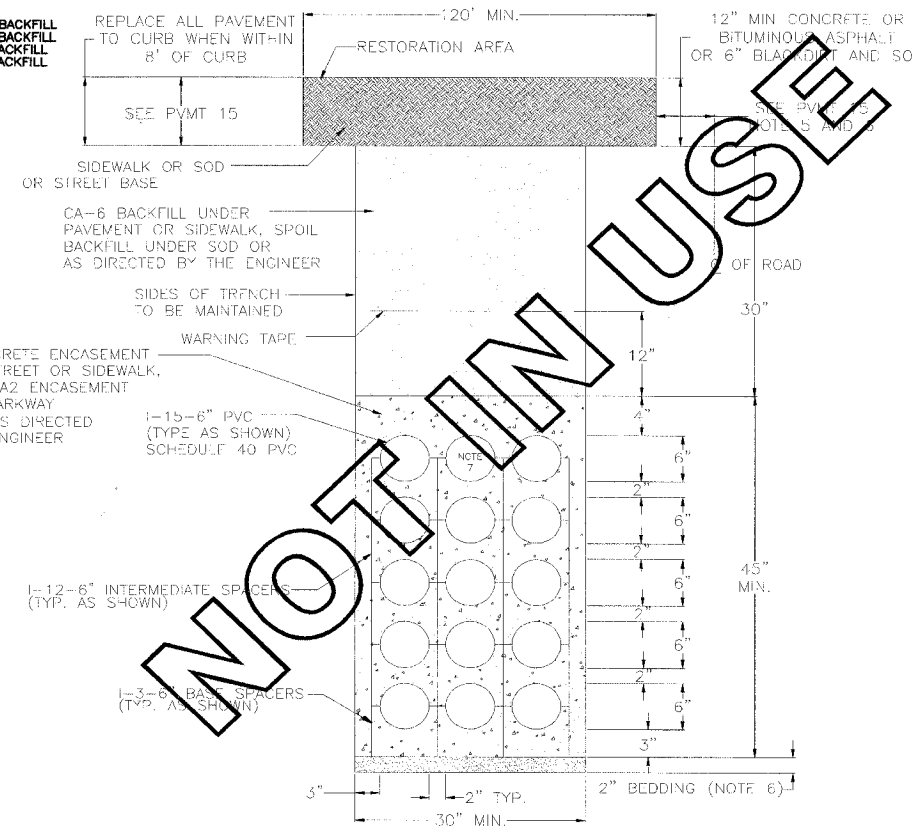 BACKFILL
BACKFILL
ACKFILL
ACKFILL
REPLACE ALL PAVEMENT
TO CURB WHEN WITHIN
8' OF CURB
120' MIN.
RESTORATION AREA
12" MIN CONCRETE OR
BITUMINOUS ASPHALT
OR 6" BLACKDIRT AND SO
SEE PVMT 15
SEE PVMT 15
NOTE 5 AND
SIDEWALK OR SOD
OR STREET BASE
CA-6 BACKFILL UNDER
PAVEMENT OR SIDEWALK, SPOIL
BACKFILL UNDER SOD OR
AS DIRECTED BY THE ENGINEER
OF ROAD
SIDES OF TRENCH
TO BE MAINTAINED
30"
WARNING TAPE
12"
CRETE ENCASEMENT
TREET OR SIDEWALK,
A2 ENCASEMENT
ARKWAY
S DIRECTED
NGINEER
1-15-6" PVC
(TYPE AS SHOWN)
SCHEDULE 40 PVC
NOTE
7
4"
6"
2"
6"
2"
6"
2"
6"
2"
6"
3"
45"
MIN.
1-12-6" INTERMEDIATE SPACERS
(TYP. AS SHOWN)
1-3-6" BASE SPACERS
(TYP. AS SHOWN)
3"
2" TYP.
2" BEDDING (NOTE 6)
30" MIN.
NOT IN USE